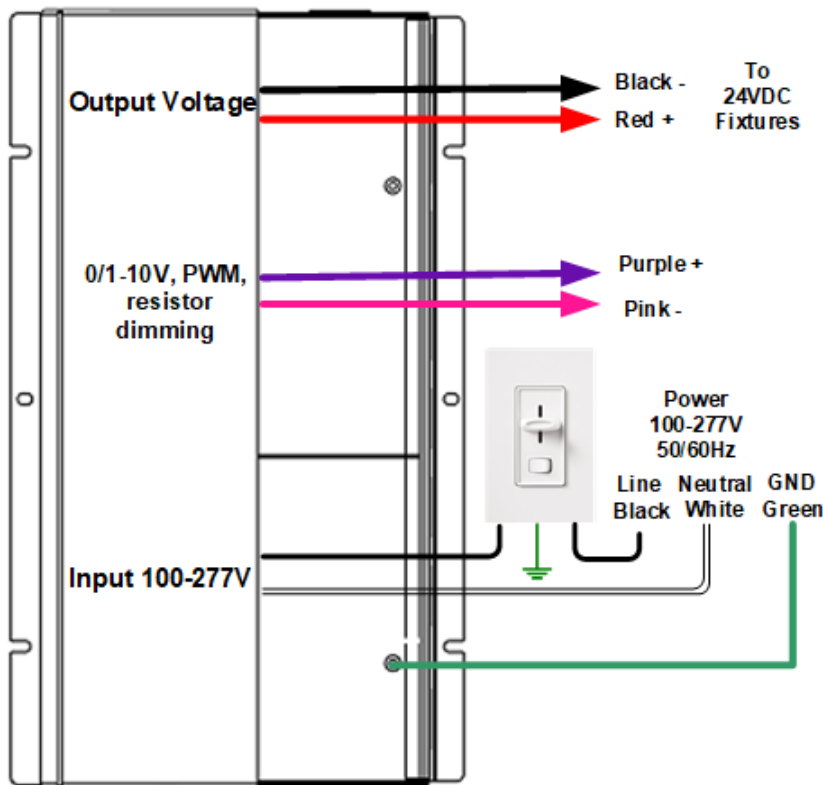 Output Voltage
Black -
Red +
To
24VDC
Fixtures
0/1-10V, PWM,
resistor
dimming
Purple +
Pink -
Power
100-277V
50/60Hz
Line
Black
Neutral
White
GND
Green
Input 100-277V